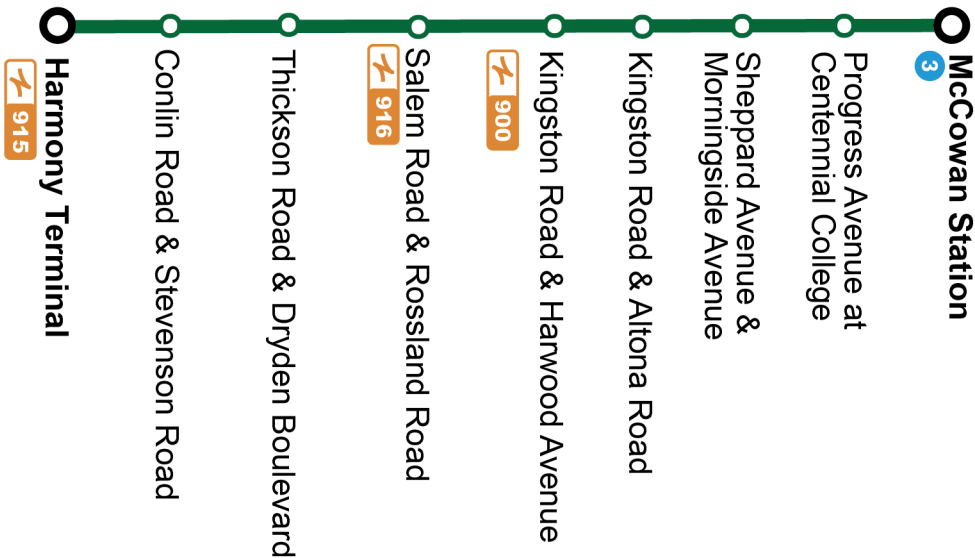 McCowan Station
3
Progress Avenue at
Centennial College
Sheppard Avenue &
Morningside Avenue
Kingston Road & Altona Road
Kingston Road & Harwood Avenue
900
Salem Road & Rossland Road
916
Thickson Road & Dryden Boulevard
Conlin Road & Stevenson Road
Harmony Terminal
915